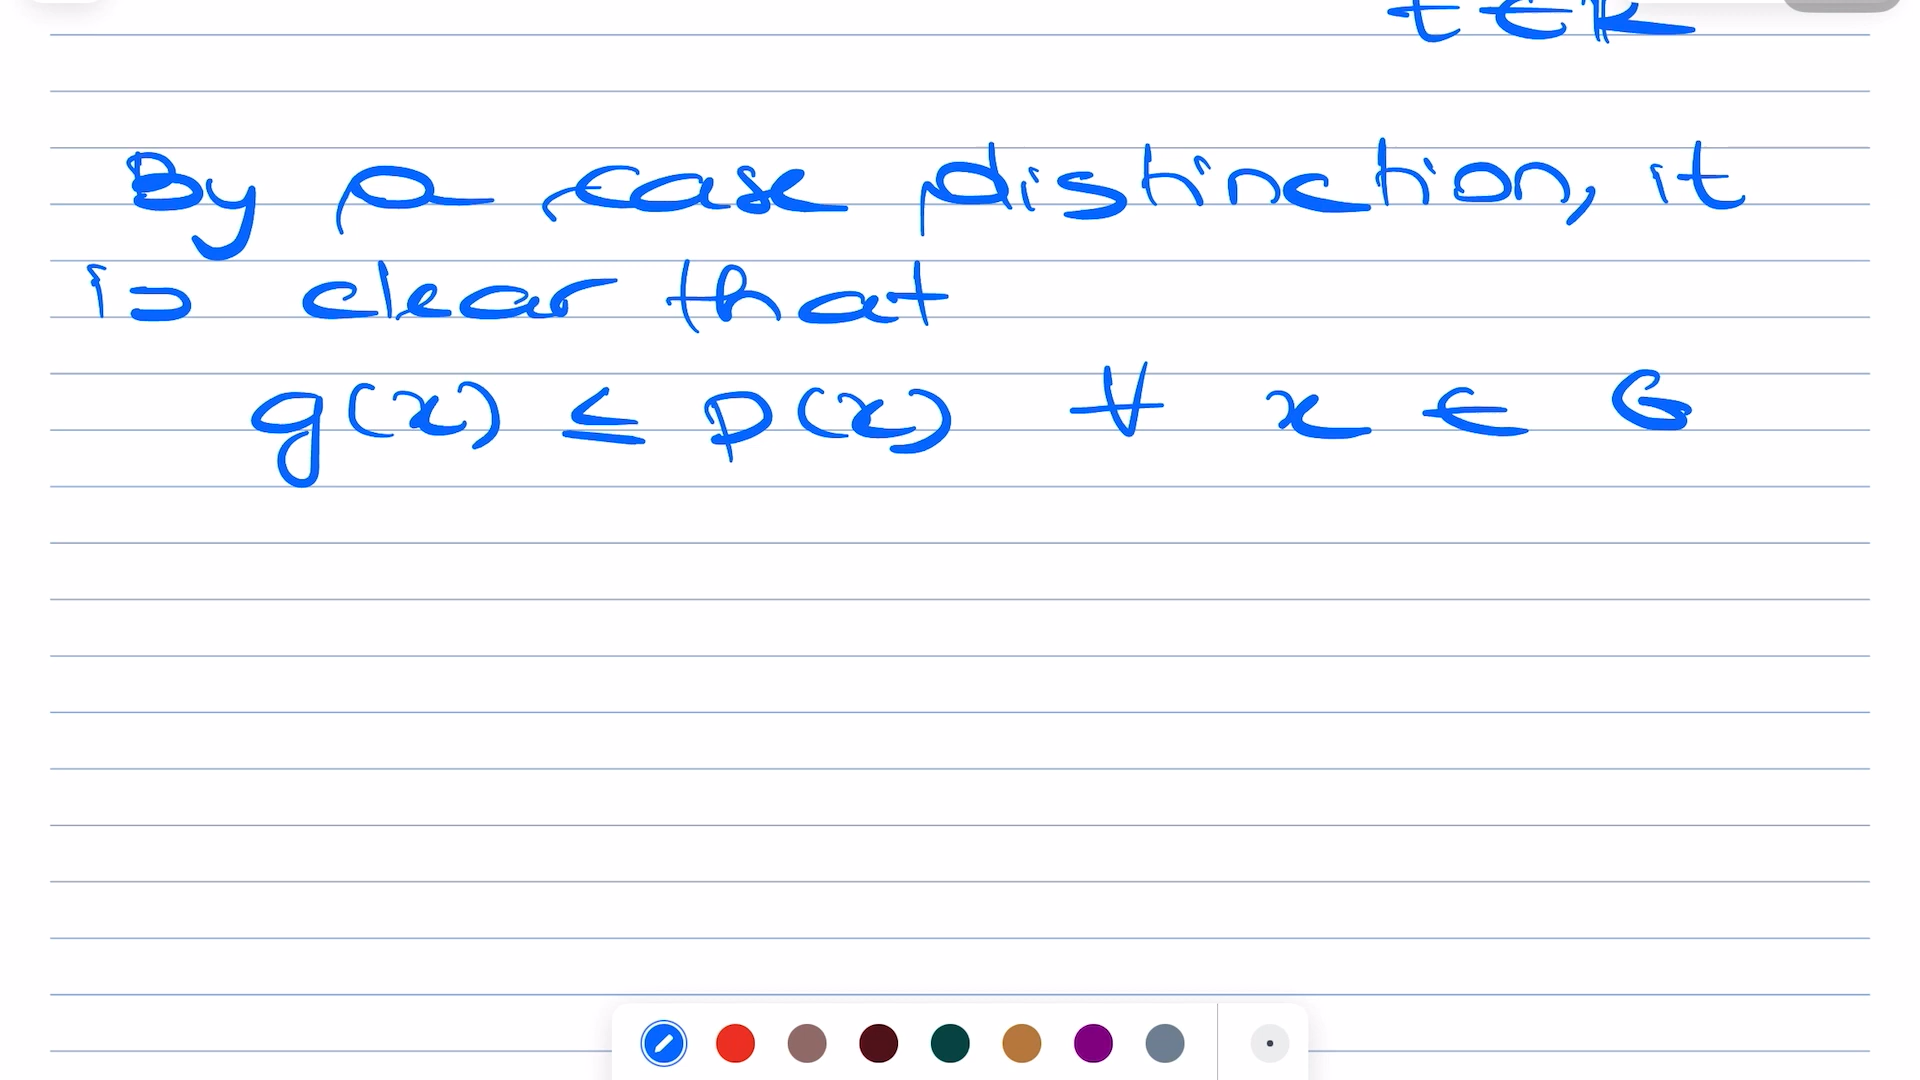 t ∈ ℝ
By a case distinction, it
is clear that
g(x) ≤ p(x) ∀ x ∈ G